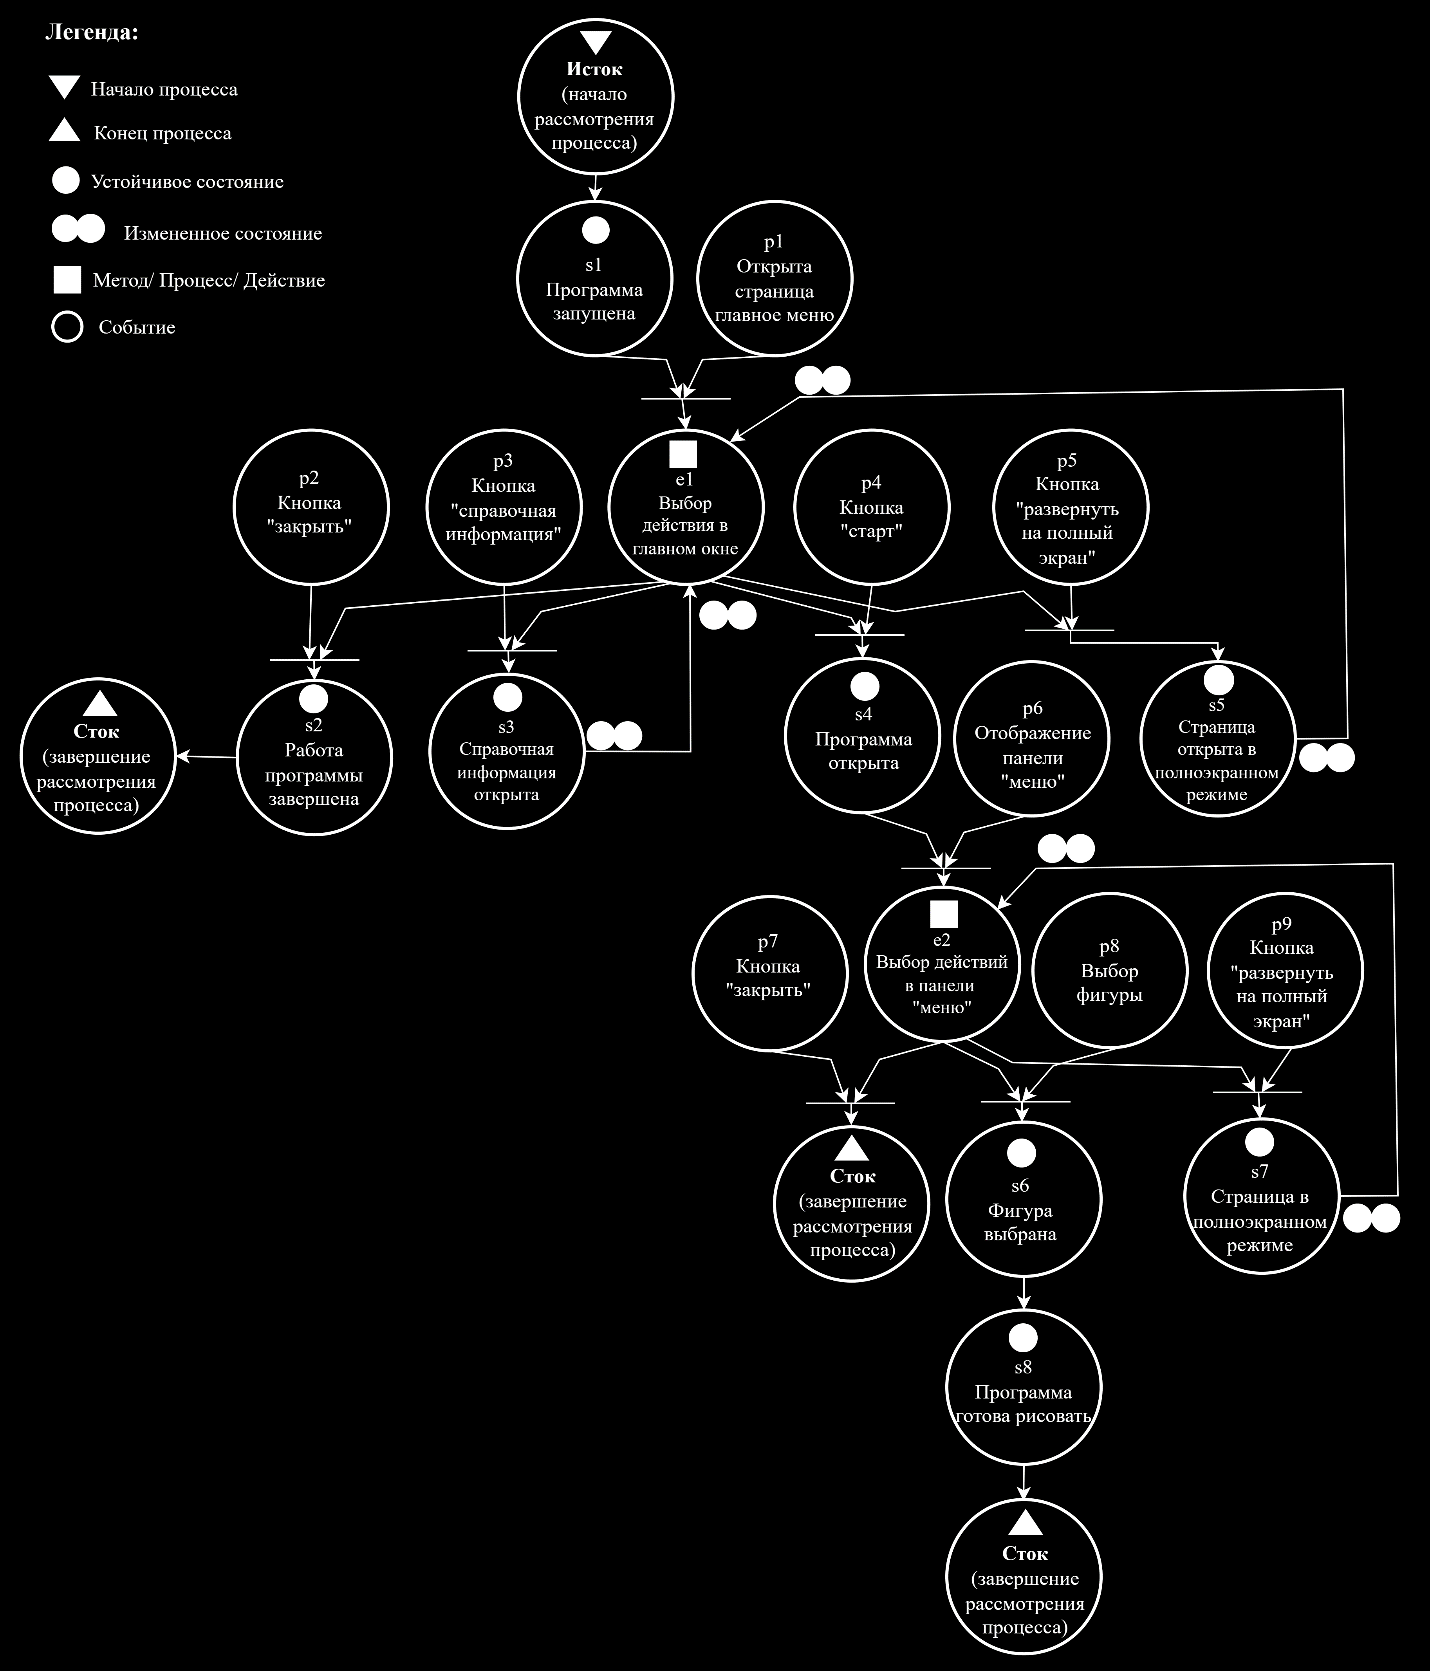 Легенда:
Начало процесса
Конец процесса
Устойчивое состояние
Измененное состояние
Метод/ Процесс/ Действие
Событие
Исток
(начало
рассмотрения
процесса)
s1
Программа
запущена
p1
Открыта
страница
главное меню
p2
Кнопка
"закрыть"
p3
Кнопка
"справочная
информация"
e1
Выбор
действия в
главном окне
p4
Кнопка
"старт"
p5
Кнопка
"развернуть
на полный
экран"
Сток
(завершение
рассмотрения
процесса)
s2
Работа
программы
завершена
s3
Справочная
информация
открыта
s4
Программа
открыта
p6
Отображение
панели
"меню"
s5
Страница
открыта в
полноэкранном
режиме
p7
Кнопка
"закрыть"
e2
Выбор действий
в панели
"меню"
p8
Выбор
фигуры
p9
Кнопка
"развернуть
на полный
экран"
Сток
(завершение
рассмотрения
процесса)
s6
Фигура
выбрана
s7
Страница в
полноэкранном
режиме
s8
Программа
готова рисовать
Сток
(завершение
рассмотрения
процесса)